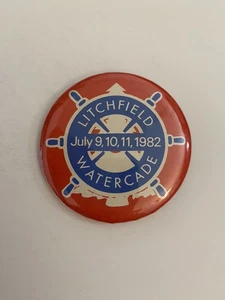 LITCHFIELD
July 9, 10, 11, 1982
WATERCADE